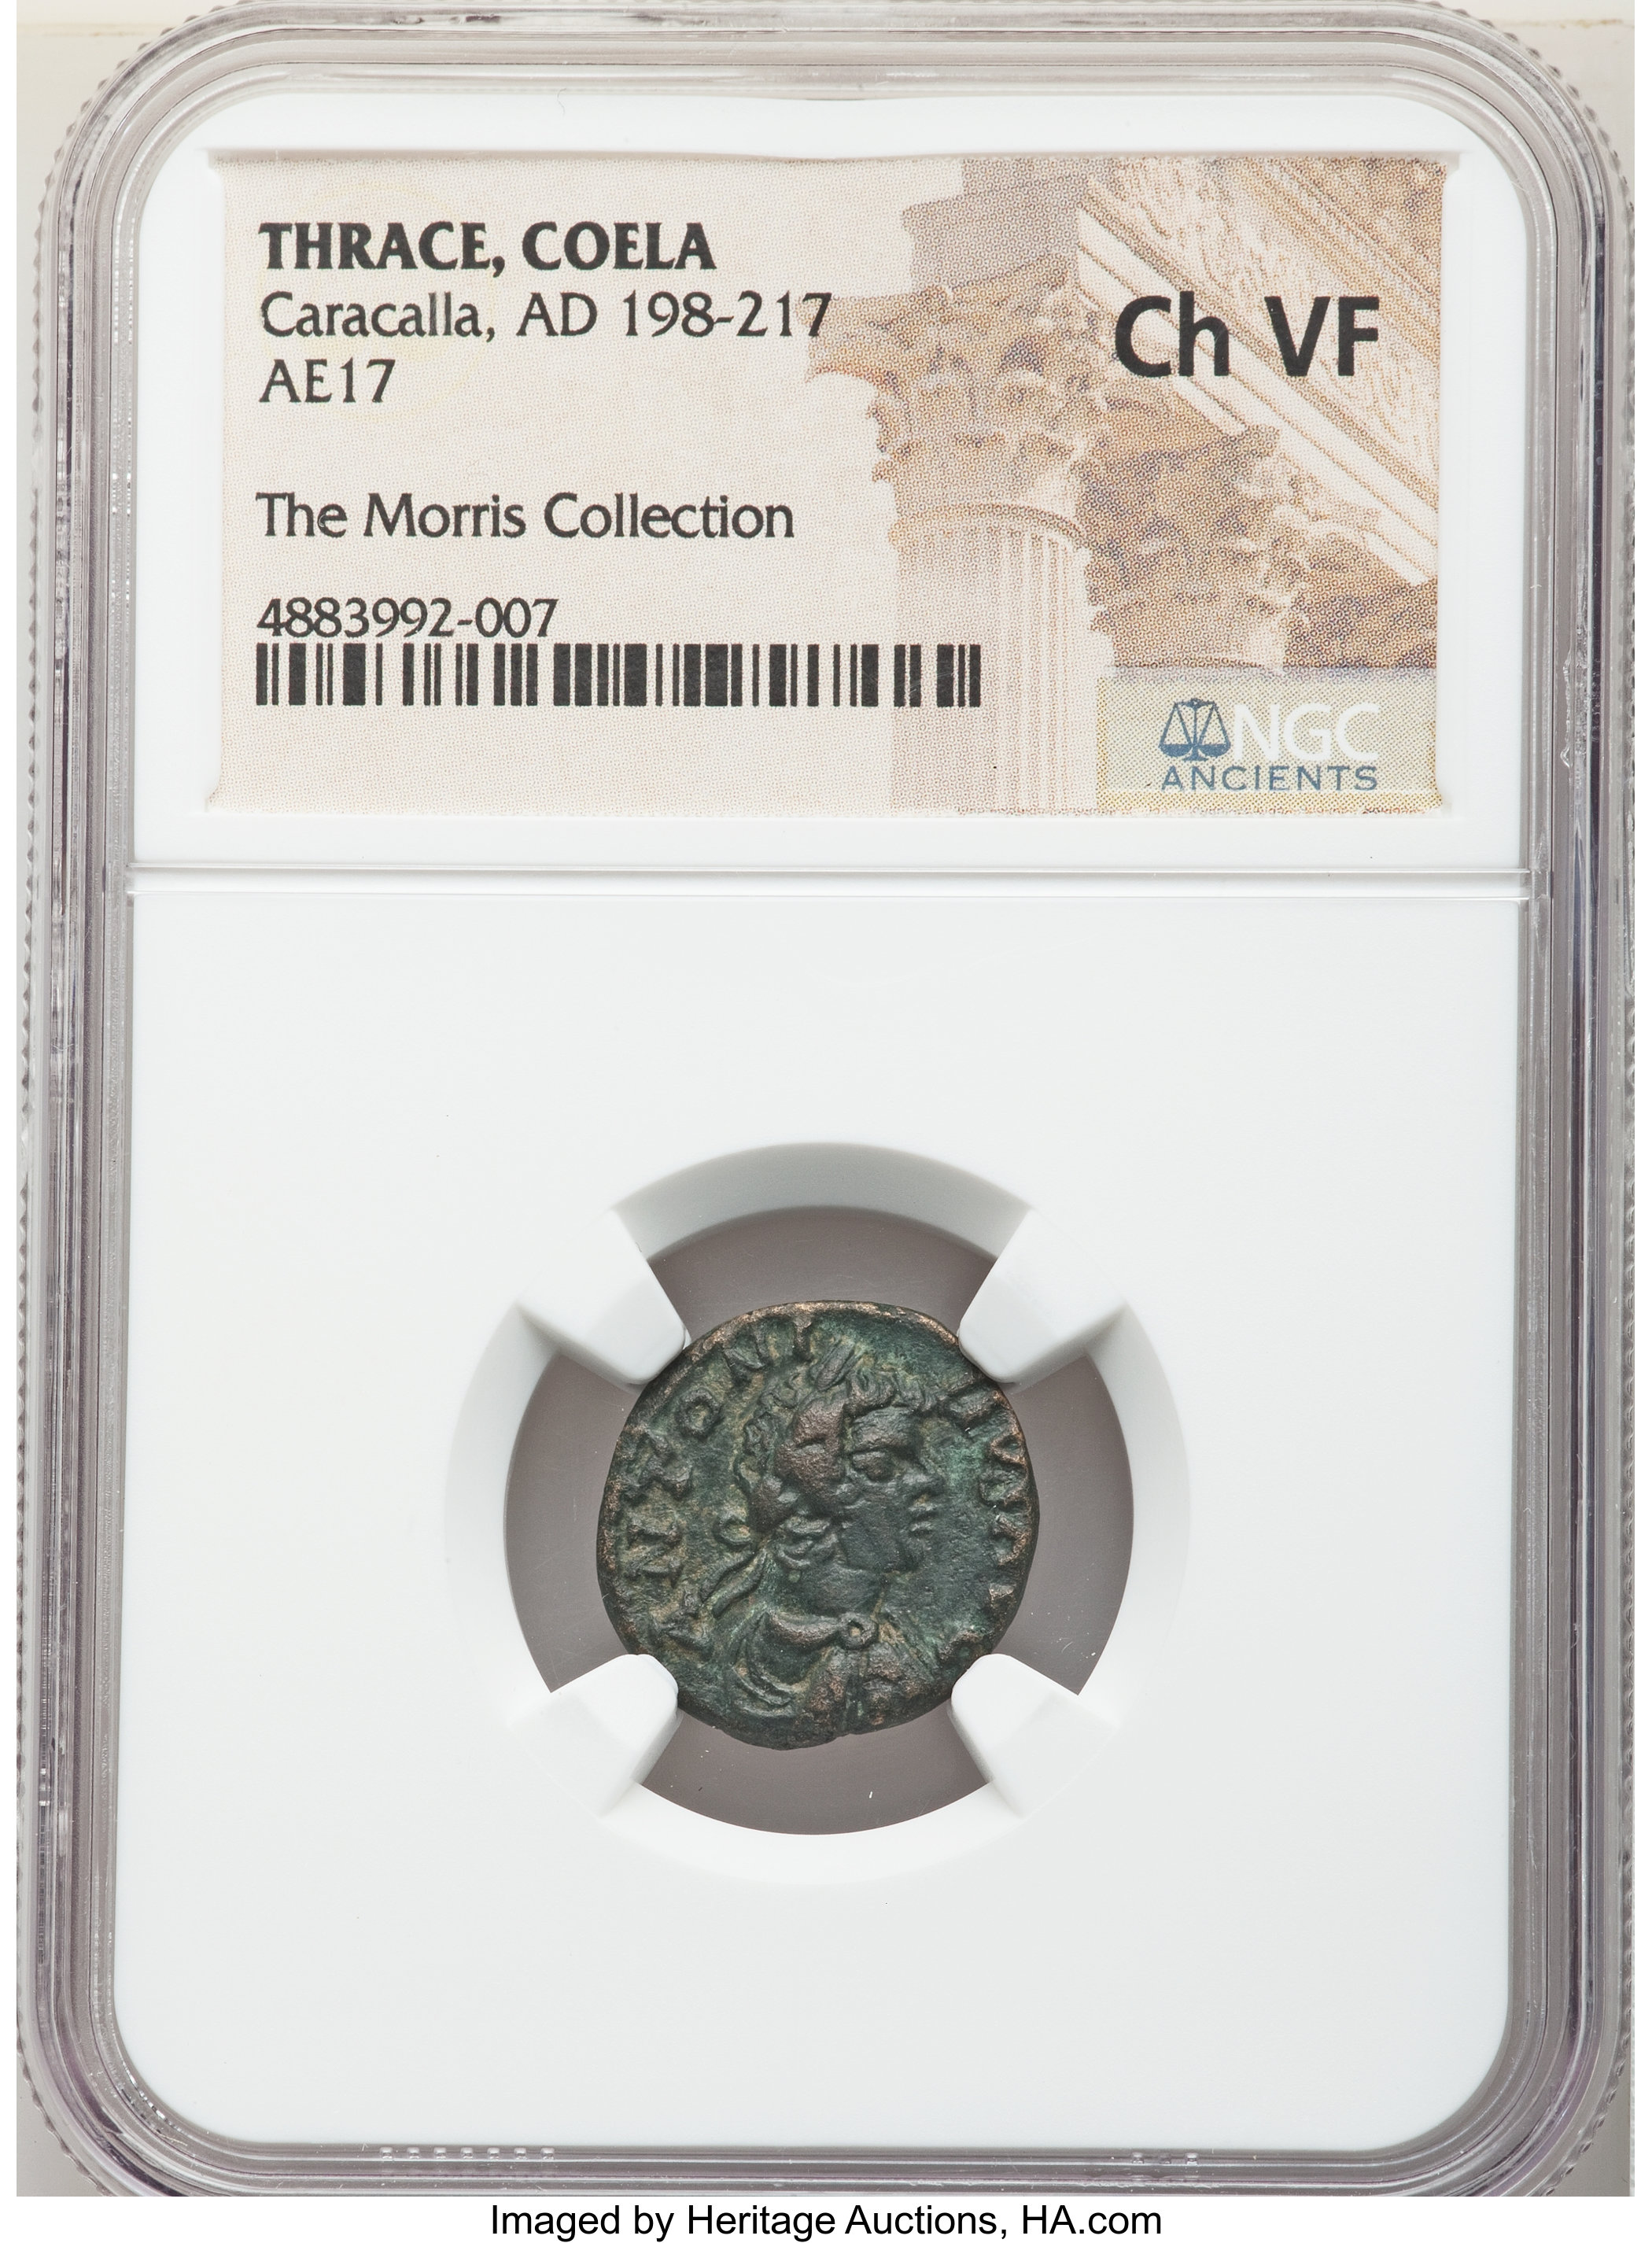 THRACE, COELA
Caracalla, AD 198-217
AE17
Ch VF
The Morris Collection
4883992-007
NGC
ANCIENTS
ANTONI
Imaged by Heritage Auctions, HA.com